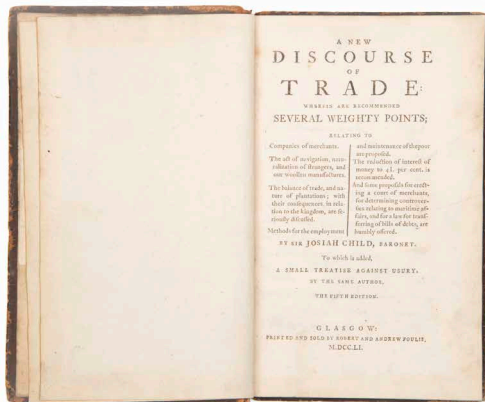 A NEW
DISCOURSE
OF
TRADE:
WHEREIN ARE RECOMMENDED
SEVERAL WEIGHTY POINTS;
RELATING TO
Companies of merchants.
The act of navigation, natu-
ralization of strangers, and
our woollen manufactures.
The balance of trade, and na-
ture of plantations; with
their consequences in rela-
tion to the kingdom, are se-
riously discussed.
Methods for the employment
and maintenance of the poor
are proposed.
The reduction of interest of
money to 4l. per cent. is
recommended.
And some proposals for erect-
ing a court of merchants,
for determining controver-
sies relating to maritime af-
fairs, and for a law for trans-
ferring of bills of debts, are
humbly offered.
BY SIR JOSIAH CHILD, BARONET.
To which is added,
A SMALL TREATISE AGAINST USURY.
BY THE SAME AUTHOR.
THE FIFTH EDITION.
GLASGOW:
PRINTED AND SOLD BY ROBERT AND ANDREW FOULIS,
M.DCC.LI.